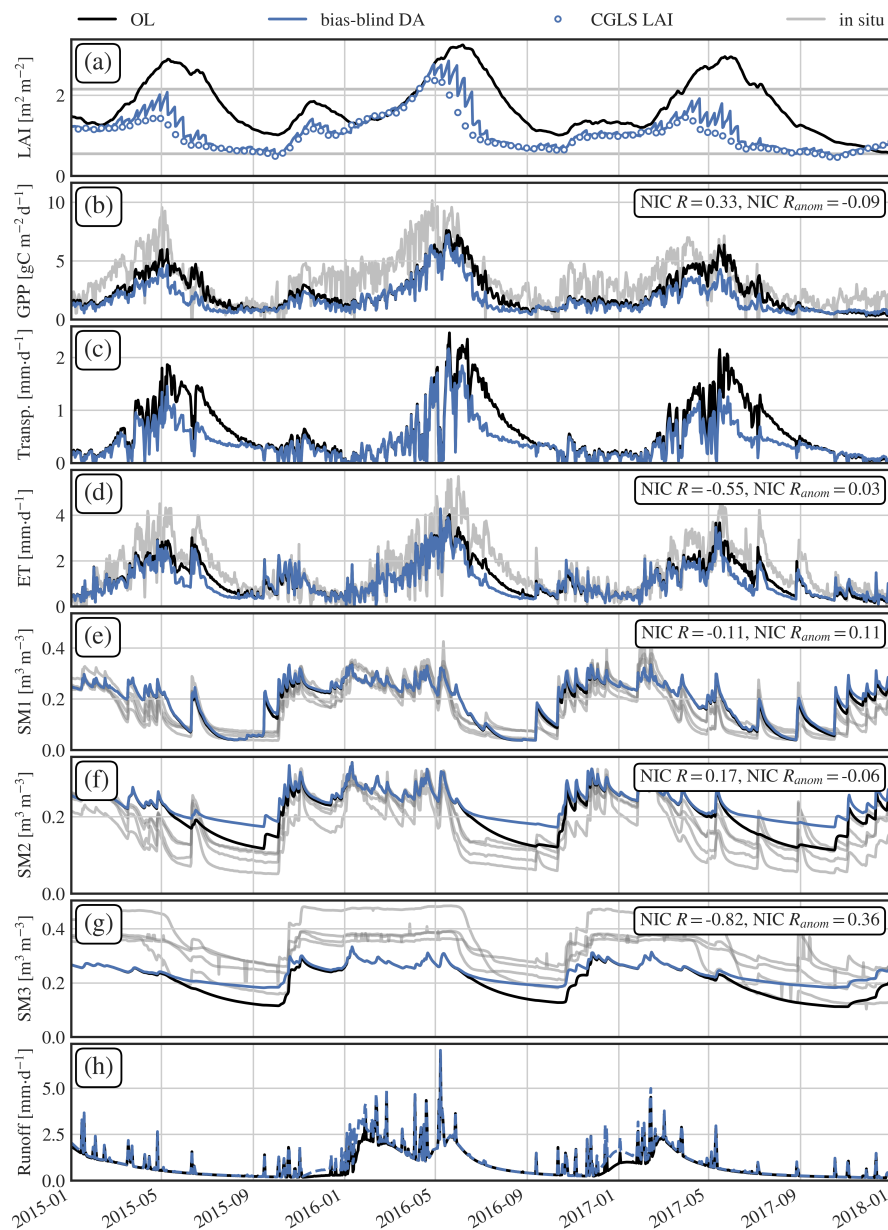 OL bias-blind DA CGLS LAI in situ
(a)
LAI [m² m⁻²]
2
0
(b)
NIC R = 0.33, NIC R_anom = -0.09
GPP [gC m⁻² d⁻¹]
10
5
0
(c)
Transp. [mm·d⁻¹]
2
1
0
(d)
NIC R = -0.55, NIC R_anom = 0.03
ET [mm·d⁻¹]
4
2
0
(e)
NIC R = -0.11, NIC R_anom = 0.11
SM1 [m³ m⁻³]
0.4
0.2
0.0
(f)
NIC R = 0.17, NIC R_anom = -0.06
SM2 [m³ m⁻³]
0.2
0.0
(g)
NIC R = -0.82, NIC R_anom = 0.36
SM3 [m³ m⁻³]
0.4
0.2
0.0
(h)
Runoff [mm·d⁻¹]
5.0
2.5
0.0
2015-01 2015-05 2015-09 2016-01 2016-05 2016-09 2017-01 2017-05 2017-09 2018-01